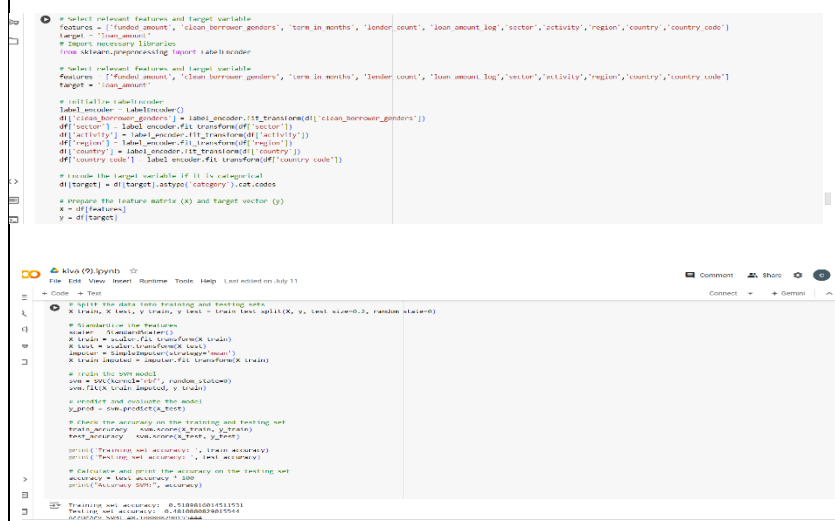 # Select relevant features and target variable
features = ['funded_amount', 'clean_borrower_genders', 'term_in_months', 'lender_count', 'loan_amount_log','sector','activity','region','country','country_code']
target = 'loan_amount'
# Import necessary libraries
from sklearn.preprocessing import LabelEncoder
# Select relevant features and target variable
features = ['funded_amount', 'clean_borrower_genders', 'term_in_months', 'lender_count', 'loan_amount_log','sector','activity','region','country','country_code']
target = 'loan_amount'
# Initialize LabelEncoder
label_encoder = LabelEncoder()
df['clean_borrower_genders'] = label_encoder.fit_transform(df['clean_borrower_genders'])
df['sector'] = label_encoder.fit_transform(df['sector'])
df['activity'] = label_encoder.fit_transform(df['activity'])
df['region'] = label_encoder.fit_transform(df['region'])
df['country'] = label_encoder.fit_transform(df['country'])
df['country_code'] = label_encoder.fit_transform(df['country_code'])
# Encode the target variable if it is categorical
df[target] = df[target].astype('category').cat.codes
# Prepare the feature matrix (X) and target vector (y)
X = df[features]
y = df[target]
kiva (9).ipynb
File Edit View Insert Runtime Tools Help Last edited on July 11
Comment Share
+ Code + Text
Connect + Gemini
# Split the data into training and testing sets
X_train, X_test, y_train, y_test = train_test_split(X, y, test_size=0.2, random_state=0)
# Standardize the features
scaler = StandardScaler()
X_train = scaler.fit_transform(X_train)
X_test = scaler.transform(X_test)
imputer = SimpleImputer(strategy='mean')
X_train_imputed = imputer.fit_transform(X_train)
# Train the SVM model
svm = SVC(kernel='rbf', random_state=0)
svm.fit(X_train_imputed, y_train)
# Predict and evaluate the model
y_pred = svm.predict(X_test)
# Check the accuracy on the training and testing set
train_accuracy = svm.score(X_train, y_train)
test_accuracy = svm.score(X_test, y_test)
print('Training set accuracy: ', train_accuracy)
print('Testing set accuracy: ', test_accuracy)
# Calculate and print the accuracy on the testing set
accuracy = test_accuracy * 100
print("Accuracy SVM:", accuracy)
Training set accuracy: 0.5189816014511531
Testing set accuracy: 0.4810880829015544
Accuracy SVM: